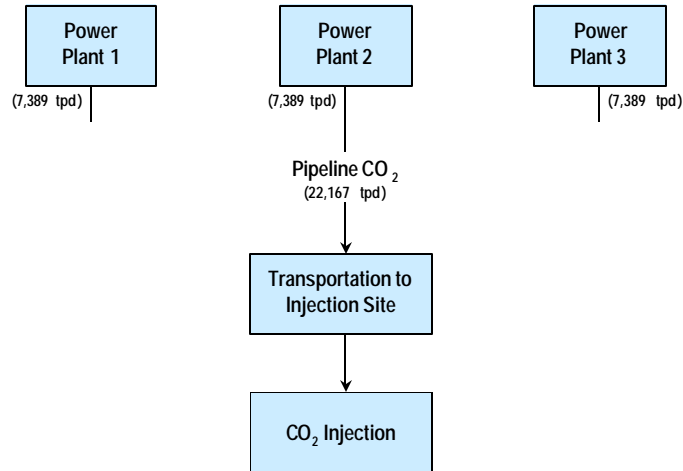 Power
Plant 1
Power
Plant 2
Power
Plant 3
(7,389 tpd)
(7,389 tpd)
(7,389 tpd)
Pipeline CO₂
(22,167 tpd)
Transportation to
Injection Site
CO₂ Injection